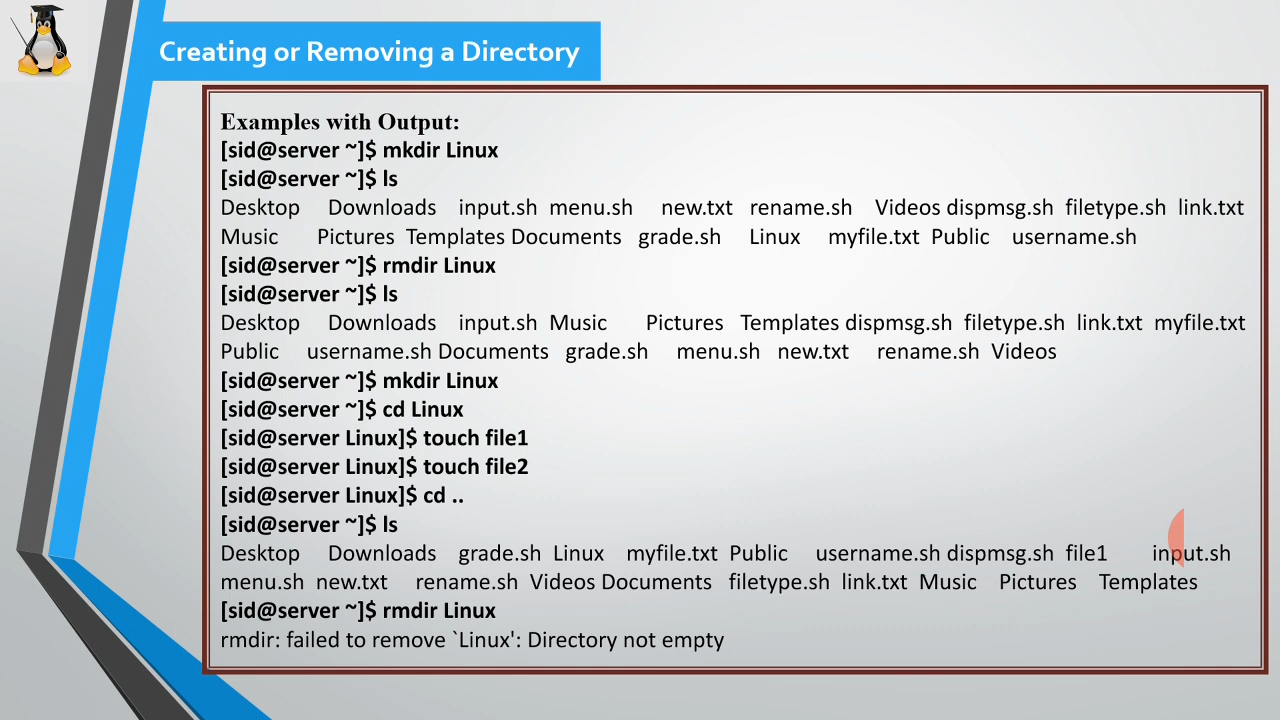 Creating or Removing a Directory
Examples with Output:
[sid@server ~]$ mkdir Linux
[sid@server ~]$ ls
Desktop Downloads input.sh menu.sh new.txt rename.sh Videos dispmsg.sh filetype.sh link.txt
Music Pictures Templates Documents grade.sh Linux myfile.txt Public username.sh
[sid@server ~]$ rmdir Linux
[sid@server ~]$ ls
Desktop Downloads input.sh Music Pictures Templates dispmsg.sh filetype.sh link.txt myfile.txt
Public username.sh Documents grade.sh menu.sh new.txt rename.sh Videos
[sid@server ~]$ mkdir Linux
[sid@server ~]$ cd Linux
[sid@server Linux]$ touch file1
[sid@server Linux]$ touch file2
[sid@server Linux]$ cd ..
[sid@server ~]$ ls
Desktop Downloads grade.sh Linux myfile.txt Public username.sh dispmsg.sh file1 input.sh
menu.sh new.txt rename.sh Videos Documents filetype.sh link.txt Music Pictures Templates
[sid@server ~]$ rmdir Linux
rmdir: failed to remove `Linux': Directory not empty